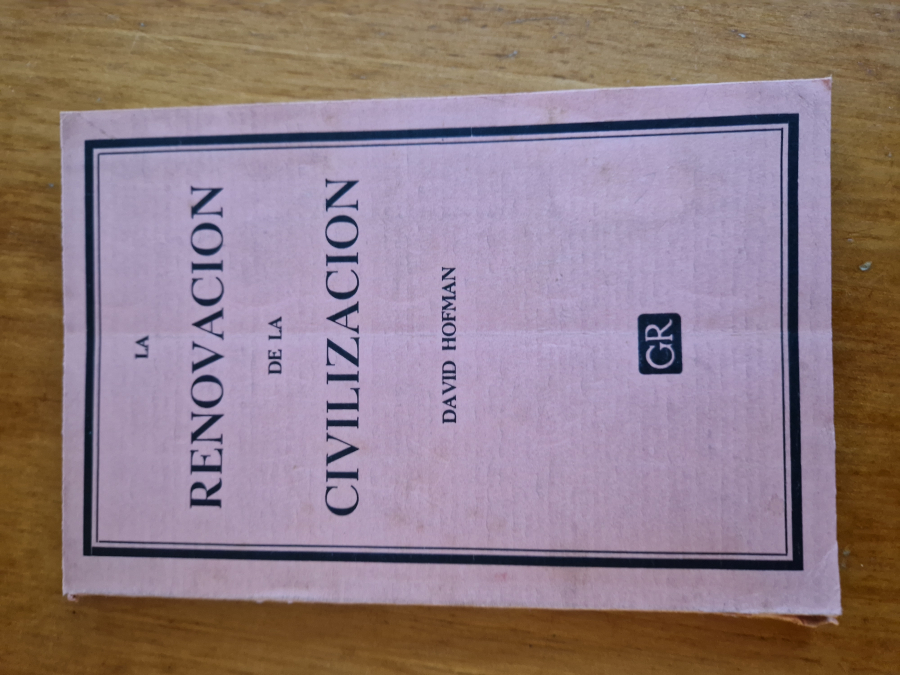 LA
RENOVACION
DE LA
CIVILIZACION
DAVID HOFMAN
GR